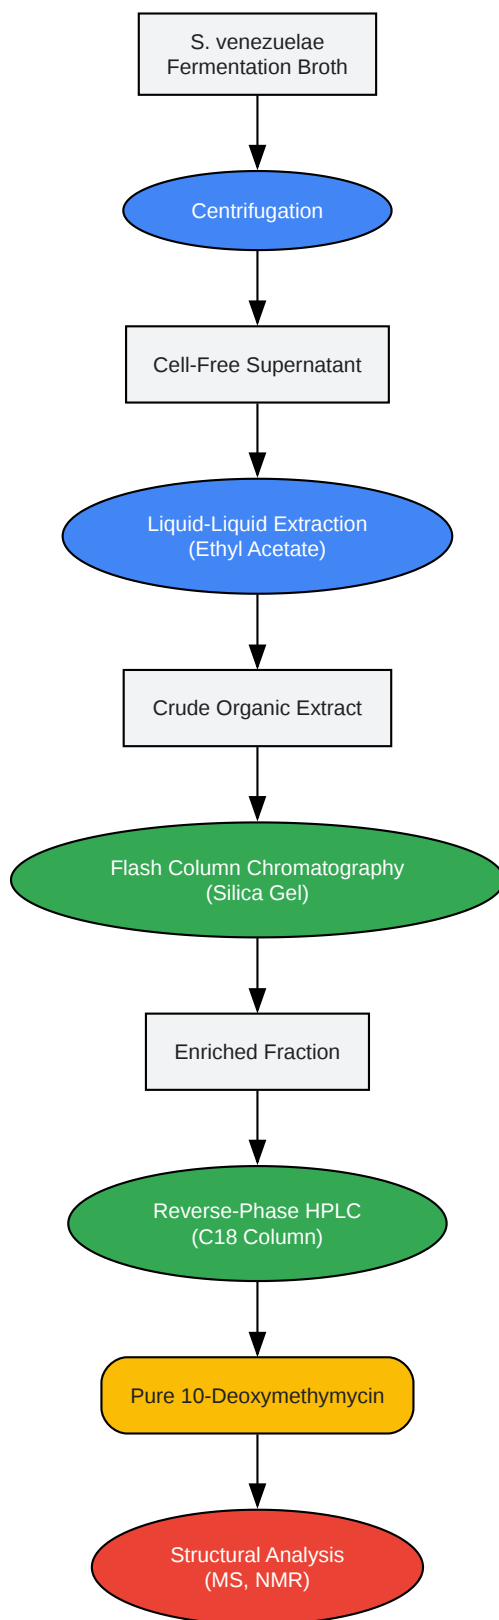 S. venezuelae
Fermentation Broth
Centrifugation
Cell-Free Supernatant
Liquid-Liquid Extraction
(Ethyl Acetate)
Crude Organic Extract
Flash Column Chromatography
(Silica Gel)
Enriched Fraction
Reverse-Phase HPLC
(C18 Column)
Pure 10-Deoxymethymycin
Structural Analysis
(MS, NMR)